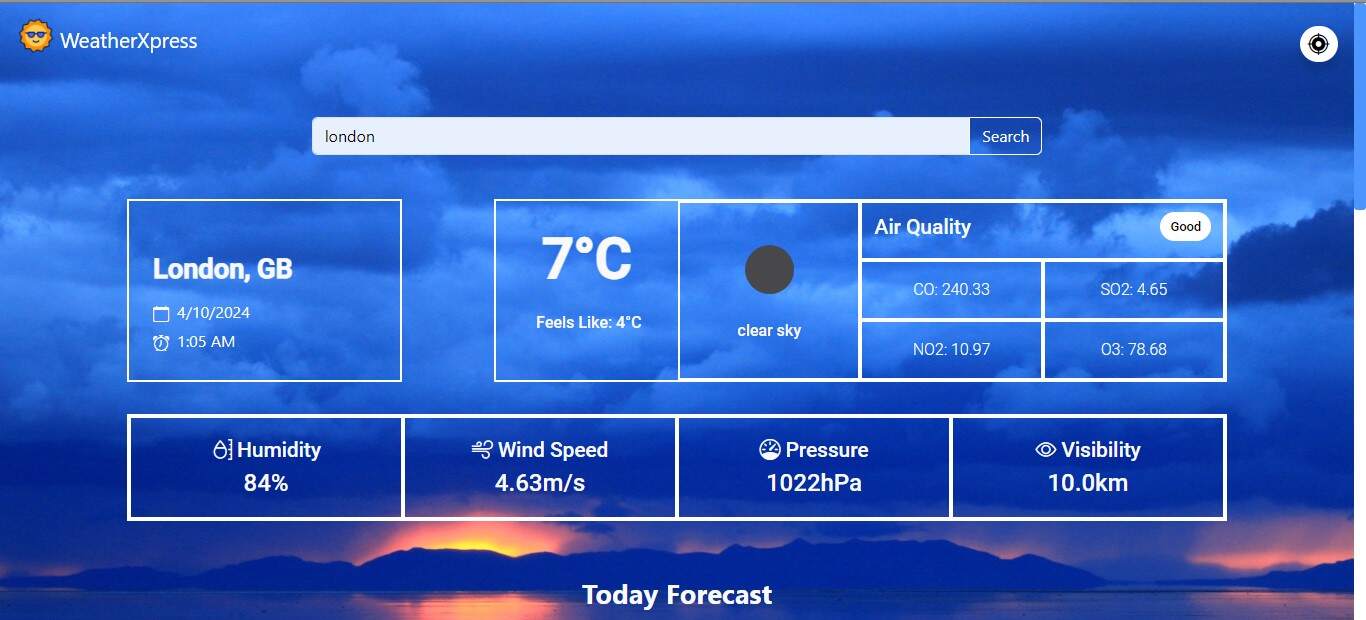 WeatherXpress
london
Search
London, GB
4/10/2024
1:05 AM
7°C
Feels Like: 4°C
clear sky
Air Quality
Good
CO: 240.33
SO2: 4.65
NO2: 10.97
O3: 78.68
Humidity
84%
Wind Speed
4.63m/s
Pressure
1022hPa
Visibility
10.0km
Today Forecast